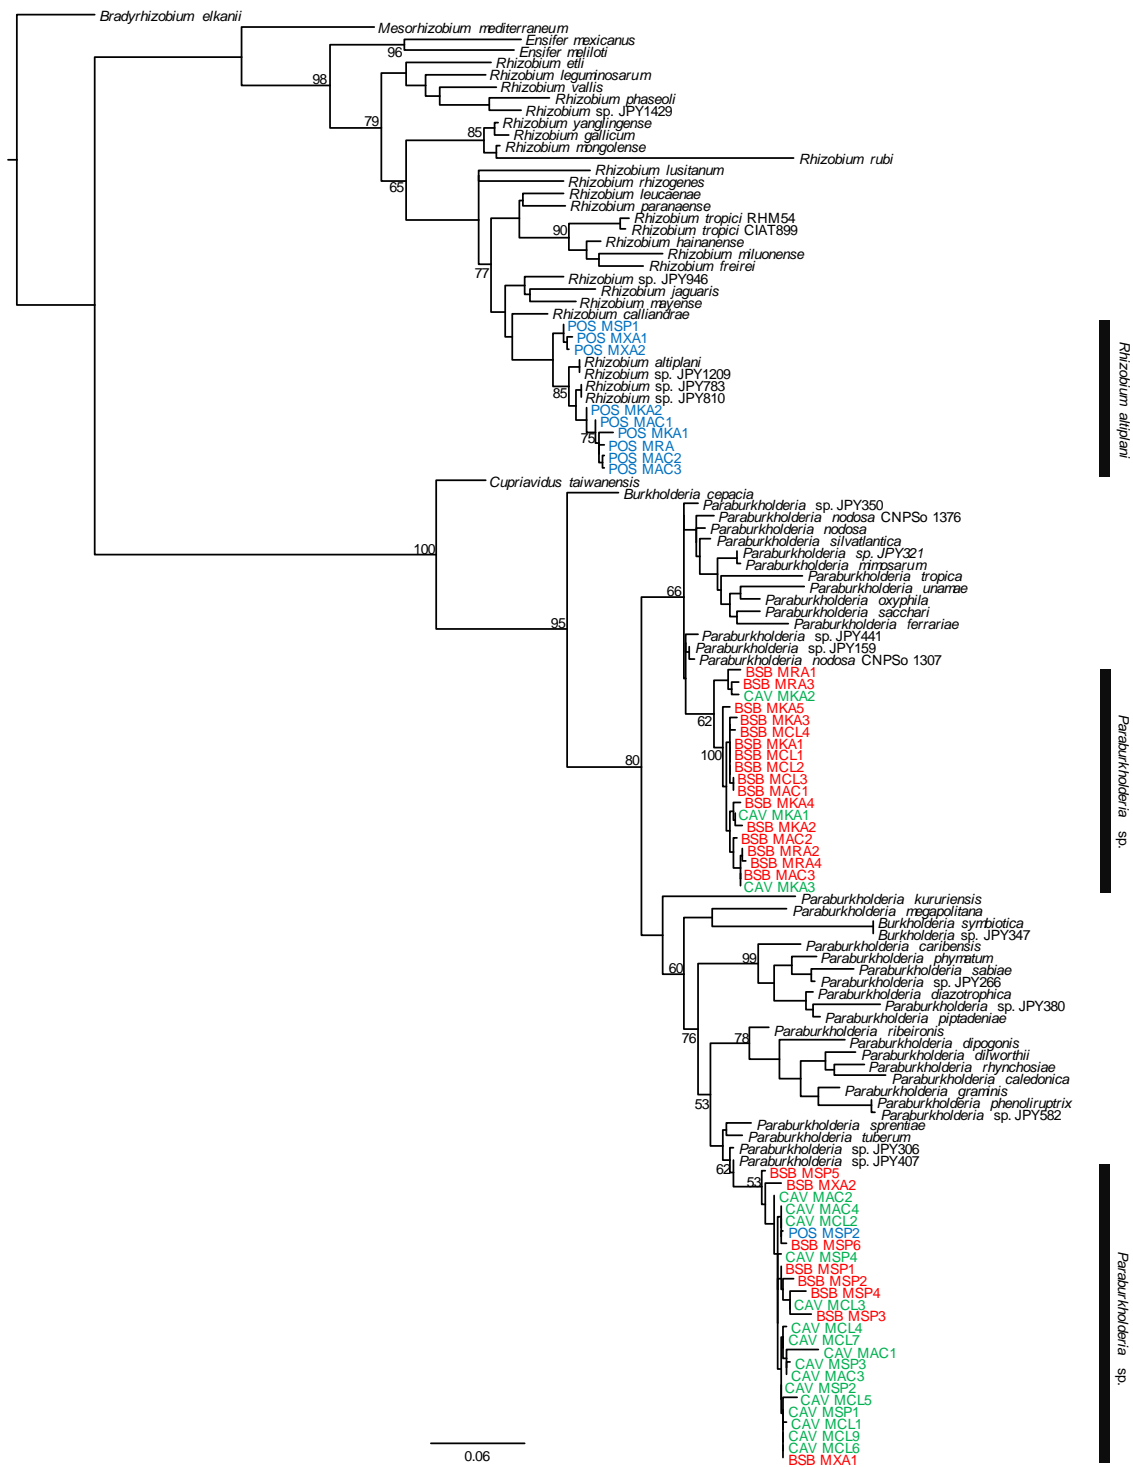 Bradyrhizobium elkanii
Mesorhizobium mediterraneum
Ensifer mexicanus
96
Ensifer meliloti
Rhizobium etli
98
Rhizobium leguminosarum
Rhizobium vallis
Rhizobium phaseoli
Rhizobium sp. JPY1429
79
Rhizobium yanglingense
85
Rhizobium gallicum
Rhizobium mongolense
Rhizobium rubi
Rhizobium lusitanum
65
Rhizobium rhizogenes
Rhizobium leucaenae
Rhizobium paranaense
Rhizobium tropici RHM54
90
Rhizobium tropici CIAT899
Rhizobium hainanense
Rhizobium miluonense
Rhizobium freirei
77
Rhizobium sp. JPY946
Rhizobium jaguaris
Rhizobium mayense
Rhizobium calliandrae
POS MSP1
POS MXA1
POS MXA2
Rhizobium altiplani
Rhizobium sp. JPY1209
Rhizobium sp. JPY783
85
Rhizobium sp. JPY810
POS MKA2
POS MAC1
POS MKA1
75
POS MRA
POS MAC2
POS MAC3
Rhizobium altiplani
Cupriavidus taiwanensis
Burkholderia cepacia
100
Paraburkholderia sp. JPY350
Paraburkholderia nodosa CNPSo 1376
Paraburkholderia nodosa
Paraburkholderia silvatlantica
Paraburkholderia sp. JPY321
Paraburkholderia mimosarum
Paraburkholderia tropica
66
Paraburkholderia unamae
Paraburkholderia oxyphila
Paraburkholderia sacchari
95
Paraburkholderia ferrariae
Paraburkholderia sp. JPY441
Paraburkholderia sp. JPY159
Paraburkholderia nodosa CNPSo 1307
BSB MRA1
BSB MRA3
CAV MKA2
BSB MKA5
62
BSB MKA3
BSB MCL4
BSB MKA1
100
BSB MCL1
80
BSB MCL2
BSB MCL3
BSB MAC1
BSB MKA4
CAV MKA1
BSB MKA2
BSB MAC2
BSB MRA2
BSB MRA4
BSB MAC3
CAV MKA3
Paraburkholderia sp.
Paraburkholderia kururiensis
Paraburkholderia megapolitana
Burkholderia symbiotica
Burkholderia sp. JPY347
Paraburkholderia caribensis
99
Paraburkholderia phymatum
60
Paraburkholderia sabiae
Paraburkholderia sp. JPY266
Paraburkholderia diazotrophica
Paraburkholderia sp. JPY380
Paraburkholderia piptadeniae
76
Paraburkholderia ribeironis
78
Paraburkholderia dipogonis
Paraburkholderia dilworthii
Paraburkholderia rhynchosiae
Paraburkholderia caledonica
Paraburkholderia graminis
53
Paraburkholderia phenoliruptrix
Paraburkholderia sp. JPY582
Paraburkholderia sprentiae
Paraburkholderia tuberum
Paraburkholderia sp. JPY306
62
Paraburkholderia sp. JPY407
53
BSB MSP5
BSB MXA2
CAV MAC2
CAV MAC4
CAV MCL2
POS MSP2
BSB MSP6
CAV MSP4
BSB MSP1
BSB MSP2
BSB MSP4
CAV MCL3
BSB MSP3
CAV MCL4
CAV MCL7
CAV MAC1
CAV MSP3
CAV MAC3
CAV MSP2
CAV MCL5
CAV MSP1
CAV MCL1
CAV MCL9
CAV MCL6
BSB MXA1
Paraburkholderia sp.
0.06